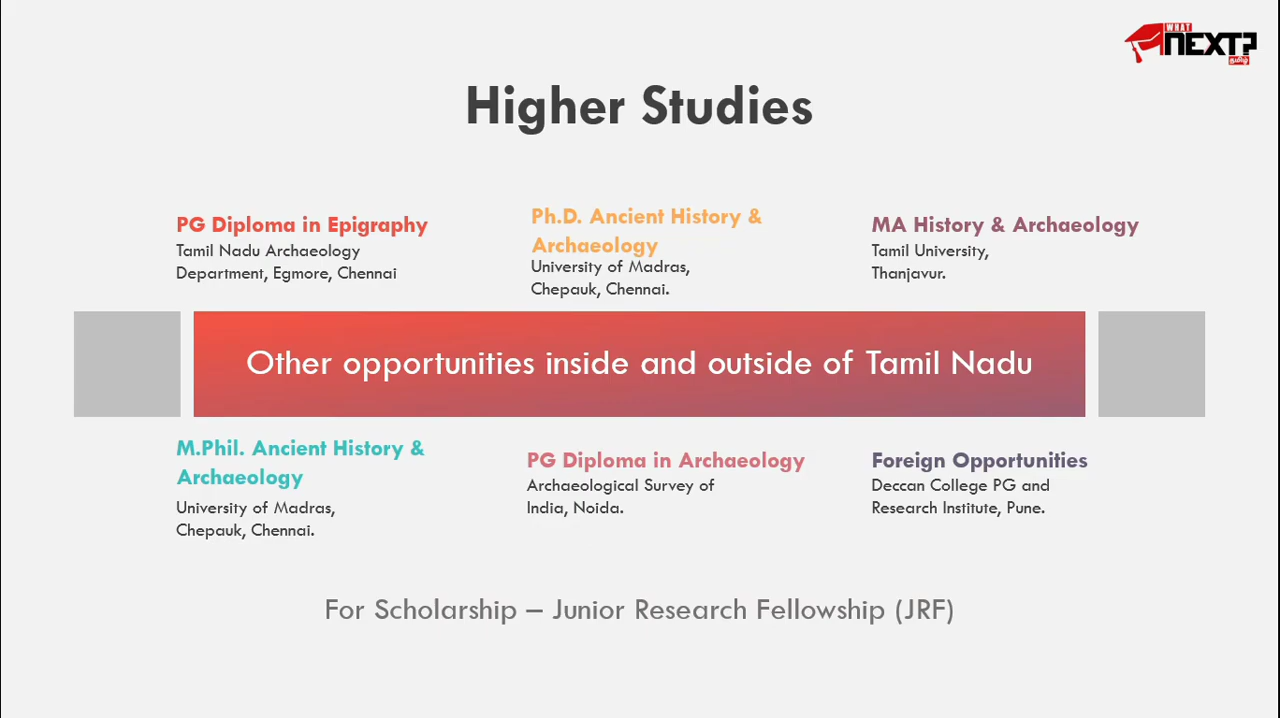 WHAT
NEXT?
தமிழ்
Higher Studies
PG Diploma in Epigraphy
Tamil Nadu Archaeology
Department, Egmore, Chennai
Ph.D. Ancient History &
Archaeology
University of Madras,
Chepauk, Chennai.
MA History & Archaeology
Tamil University,
Thanjavur.
Other opportunities inside and outside of Tamil Nadu
M.Phil. Ancient History &
Archaeology
University of Madras,
Chepauk, Chennai.
PG Diploma in Archaeology
Archaeological Survey of
India, Noida.
Foreign Opportunities
Deccan College PG and
Research Institute, Pune.
For Scholarship – Junior Research Fellowship (JRF)